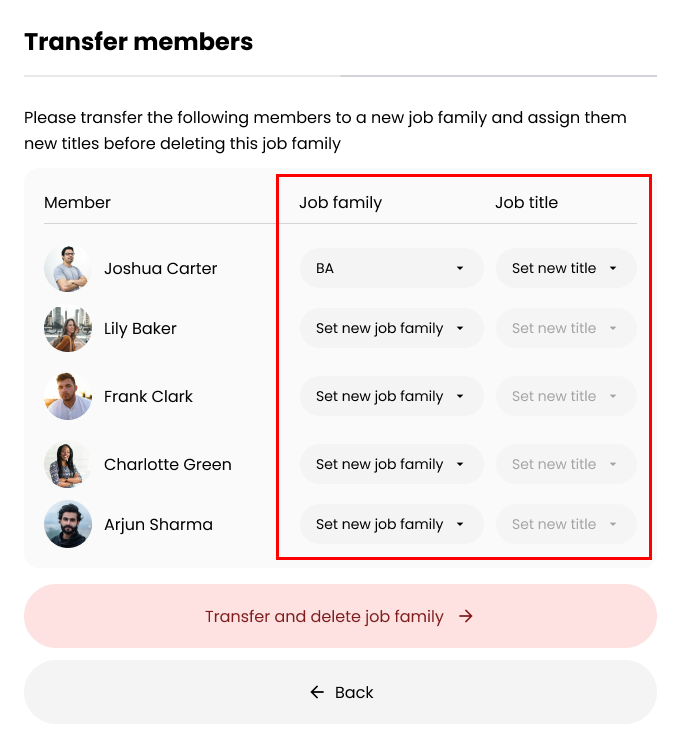 Transfer members
Please transfer the following members to a new job family and assign them
new titles before deleting this job family
Member Job family Job title
Joshua Carter BA Set new title
Lily Baker Set new job family Set new title
Frank Clark Set new job family Set new title
Charlotte Green Set new job family Set new title
Arjun Sharma Set new job family Set new title
Transfer and delete job family
Back